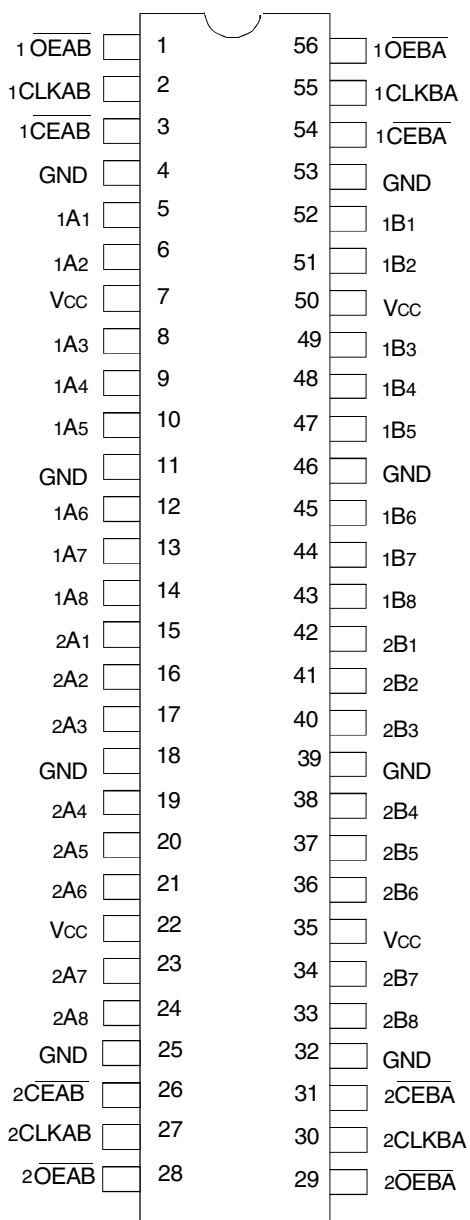 1OEAB 1 56 1OEBA
1CLKAB 2 55 1CLKBA
1CEAB 3 54 1CEBA
GND 4 53 GND
1A1 5 52 1B1
1A2 6 51 1B2
VCC 7 50 VCC
1A3 8 49 1B3
1A4 9 48 1B4
1A5 10 47 1B5
GND 11 46 GND
1A6 12 45 1B6
1A7 13 44 1B7
1A8 14 43 1B8
2A1 15 42 2B1
2A2 16 41 2B2
2A3 17 40 2B3
GND 18 39 GND
2A4 19 38 2B4
2A5 20 37 2B5
2A6 21 36 2B6
VCC 22 35 VCC
2A7 23 34 2B7
2A8 24 33 2B8
GND 25 32 GND
2CEAB 26 31 2CEBA
2CLKAB 27 30 2CLKBA
2OEAB 28 29 2OEBA